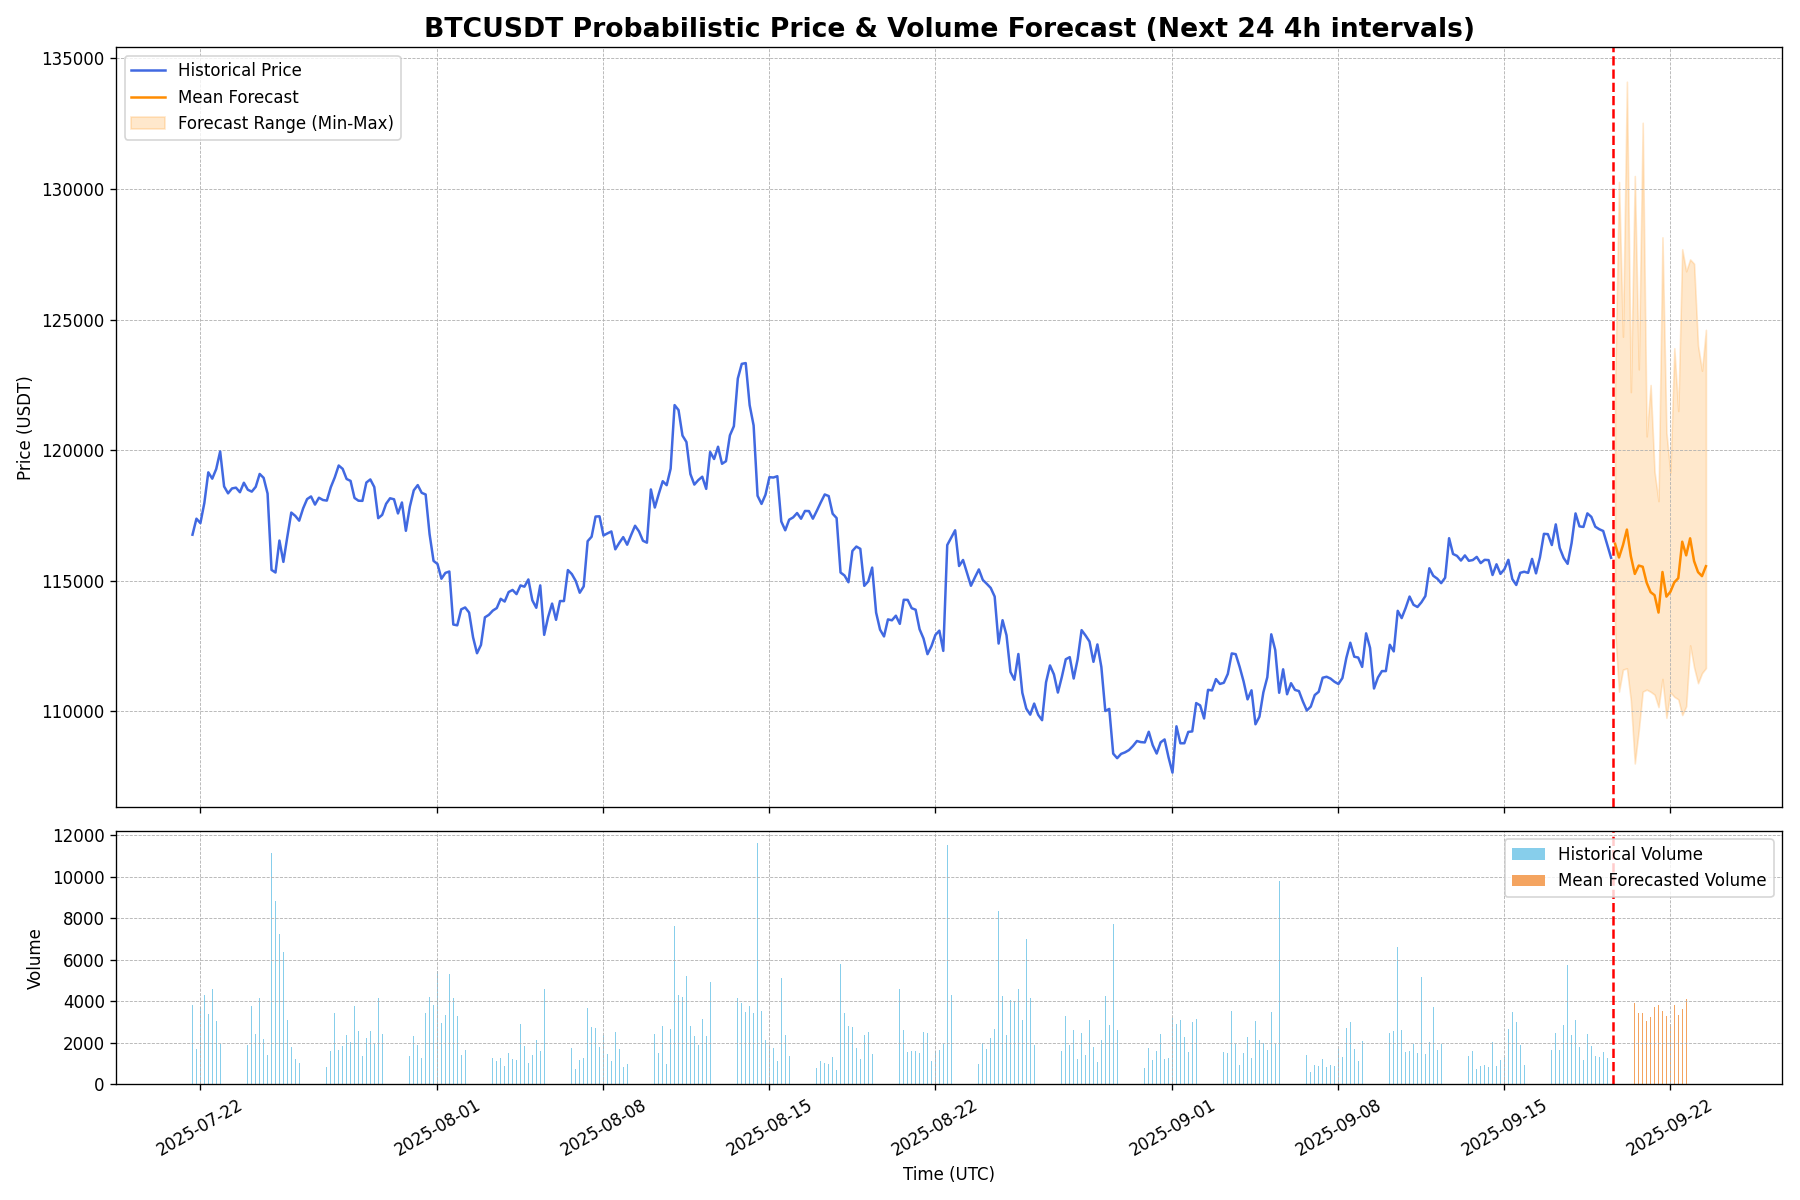 BTCUSDT Probabilistic Price & Volume Forecast (Next 24 4h intervals)
135000
130000
125000
120000
115000
110000
Price (USDT)
Historical Price
Mean Forecast
Forecast Range (Min-Max)
12000
10000
8000
6000
4000
2000
0
Volume
Historical Volume
Mean Forecasted Volume
2025-07-22
2025-08-01
2025-08-08
2025-08-15
2025-08-22
2025-09-01
2025-09-08
2025-09-15
2025-09-22
Time (UTC)